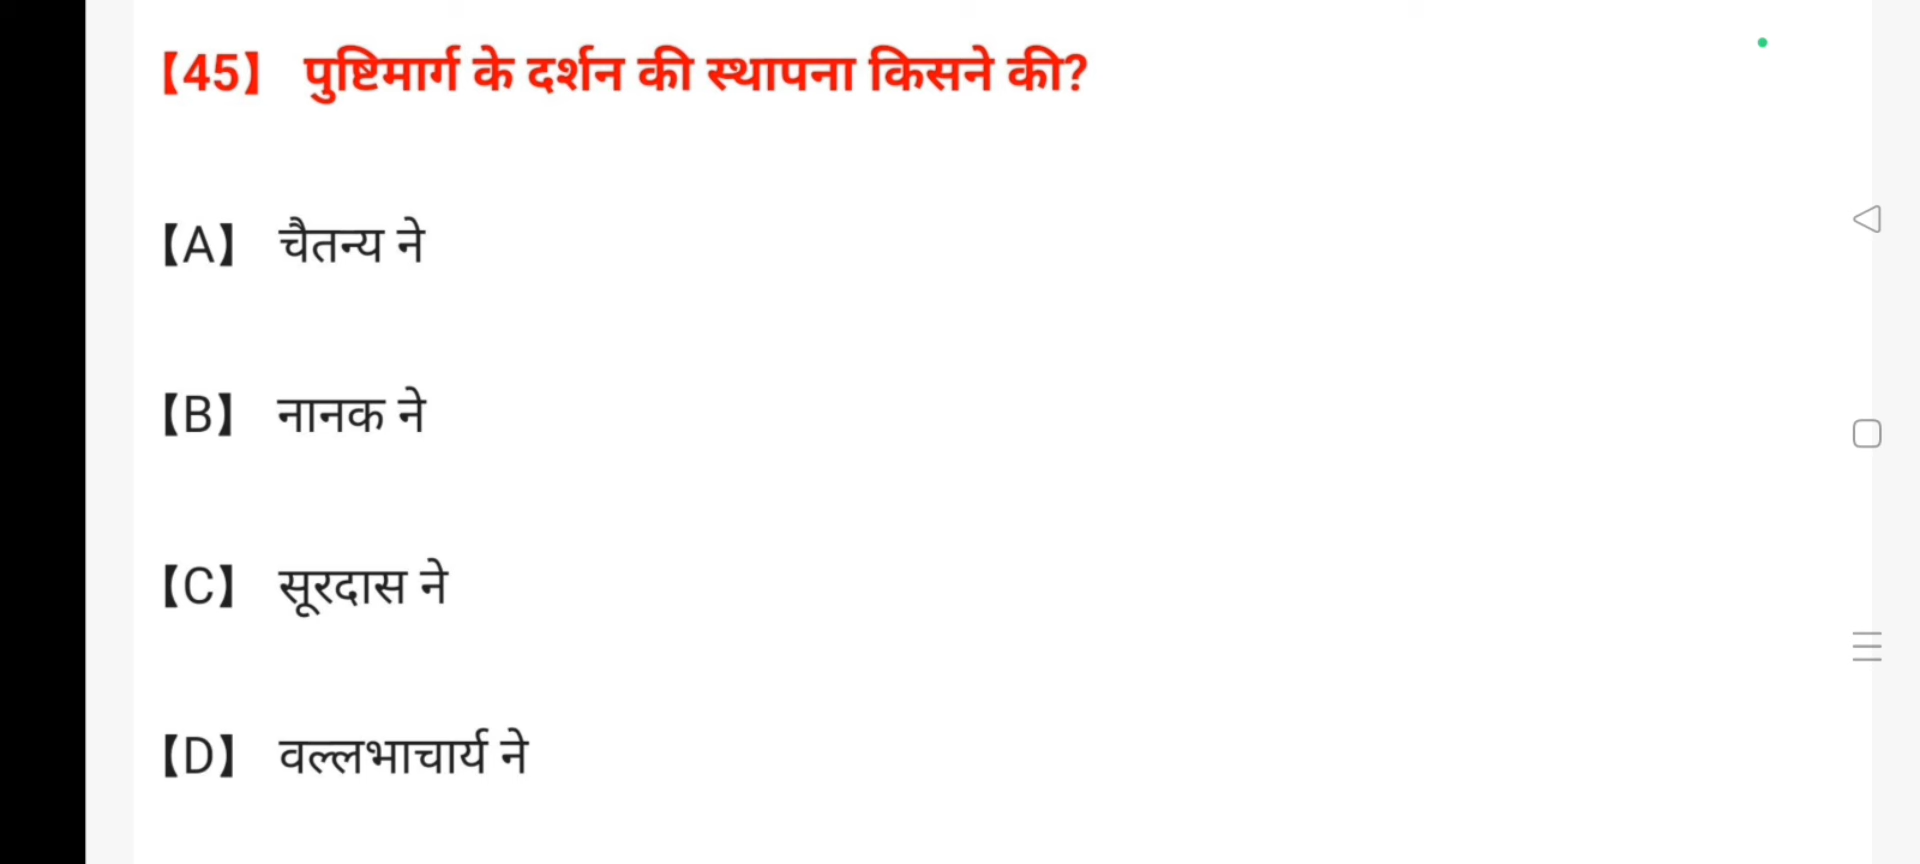 【45】 पुष्टिमार्ग के दर्शन की स्थापना किसने की?
【A】 चैतन्य ने
【B】 नानक ने
【C】 सूरदास ने
【D】 वल्लभाचार्य ने